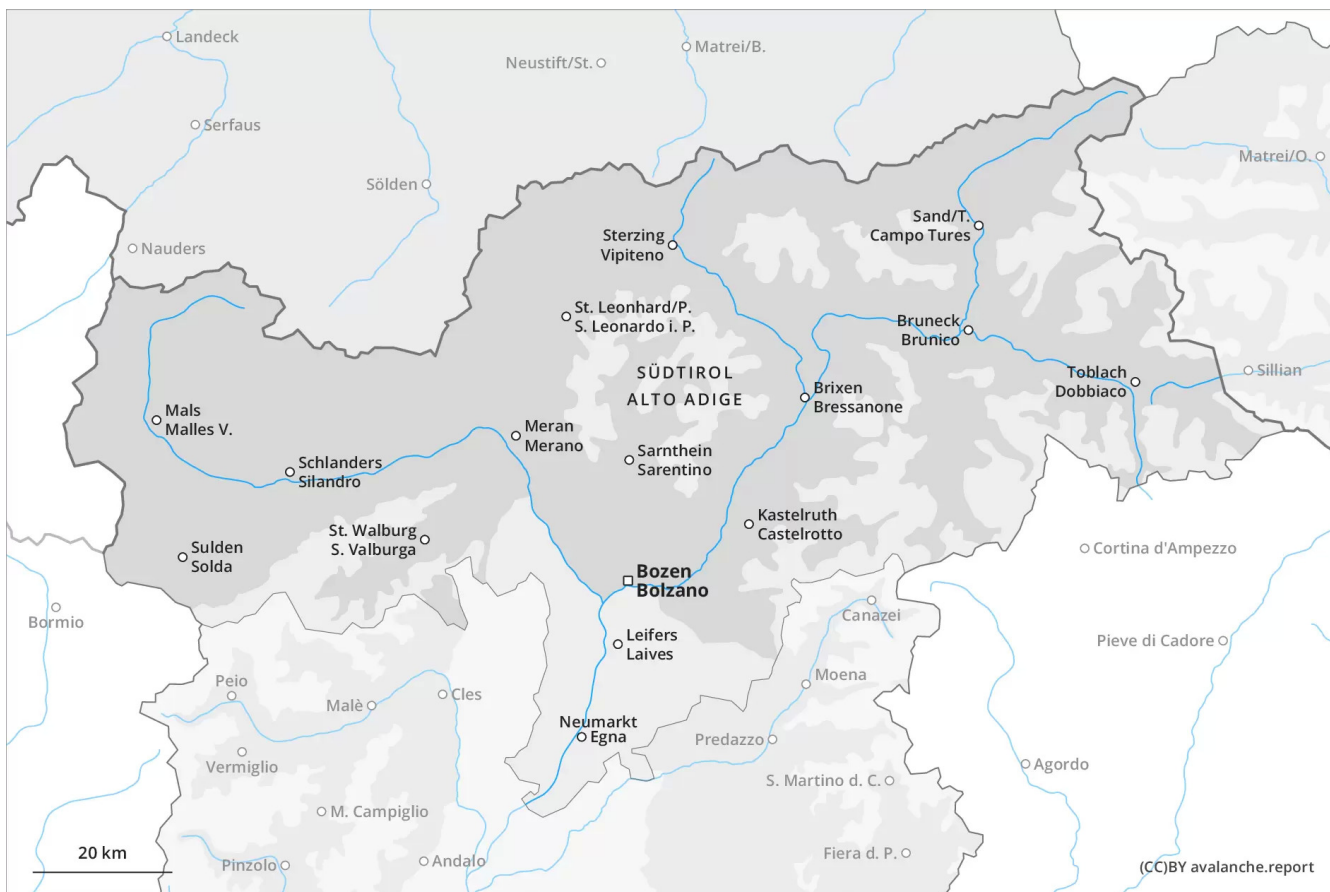 Landeck
Matrei/B.
Neustift/St.
Serfaus
Matrei/O.
Sölden
Sand/T.
Campo Tures
Sterzing
Vipiteno
Nauders
St. Leonhard/P.
S. Leonardo i. P.
Bruneck
Brunico
SÜDTIROL
ALTO ADIGE
Toblach
Dobbiaco
Sillian
Brixen
Bressanone
Mals
Malles V.
Meran
Merano
Sarnthein
Sarentino
Schlanders
Silandro
Kastelruth
Castelrotto
St. Walburg
S. Valburga
Sulden
Solda
Cortina d'Ampezzo
Bozen
Bolzano
Bormio
Canazei
Leifers
Laives
Pieve di Cadore
Moena
Peio
Cles
Malè
Neumarkt
Egna
Predazzo
Vermiglio
Agordo
S. Martino d. C.
M. Campiglio
20 km
Fiera d. P.
Andalo
Pinzolo
(CC)BY avalanche.report